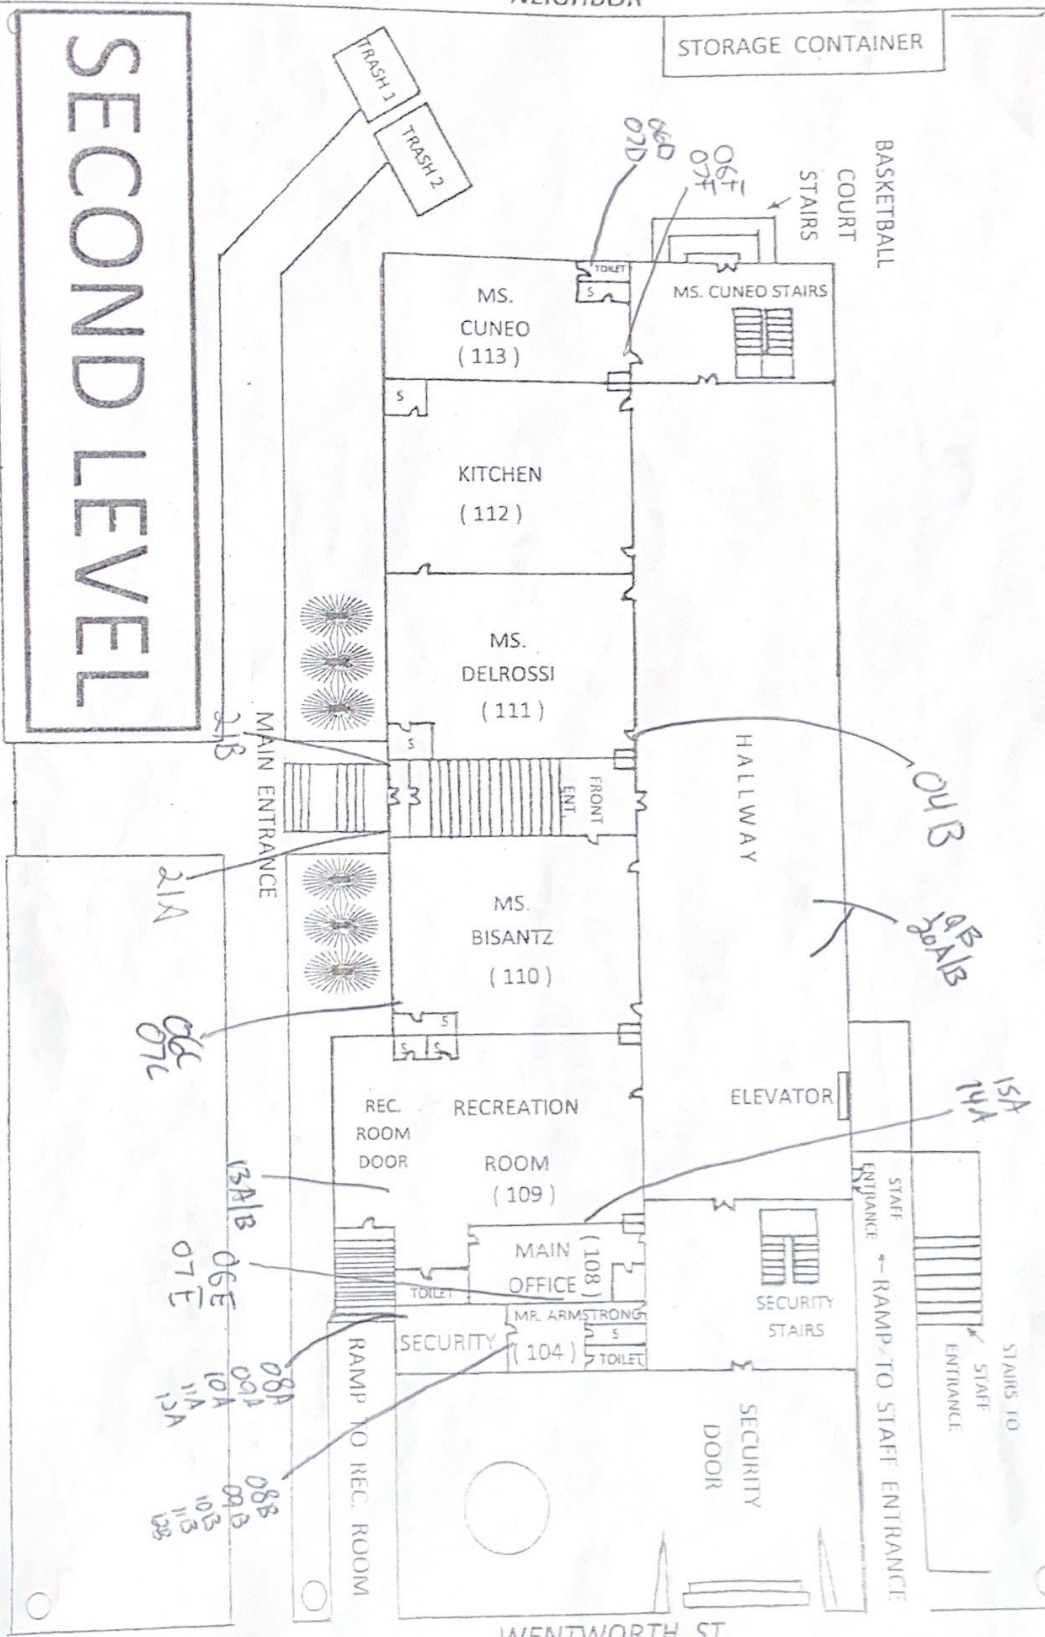 NEIGHBOR
SECOND LEVEL
STORAGE CONTAINER
TRASH 1
TRASH 2
06D
07D
BASKETBALL
COURT
STAIRS
TOILET
S
MS. CUNEO STAIRS
MS.
CUNEO
(113)
S
KITCHEN
(112)
MS.
DELROSSI
(111)
S
HALLWAY
04B
21B
MAIN ENTRANCE
FRONT
ENT.
21A
MS.
BISANTZ
(110)
20A/B
06C
07C
S
S
S
ELEVATOR
15A
14A
REC.
ROOM
DOOR
RECREATION
ROOM
(109)
13A/B
STAFF
ENTRANCE
MAIN
OFFICE
(108)
06E
07E
TOILET
SECURITY
STAIRS
MR. ARMSTRONG
(104)
S
TOILET
SECURITY
RAMP TO STAFF ENTRANCE
STAIRS TO
STAFF
ENTRANCE
08A
09A
10A
11A
12A
08B
09B
10B
11B
12B
RAMP TO REC. ROOM
SECURITY
DOOR
WENTWORTH ST